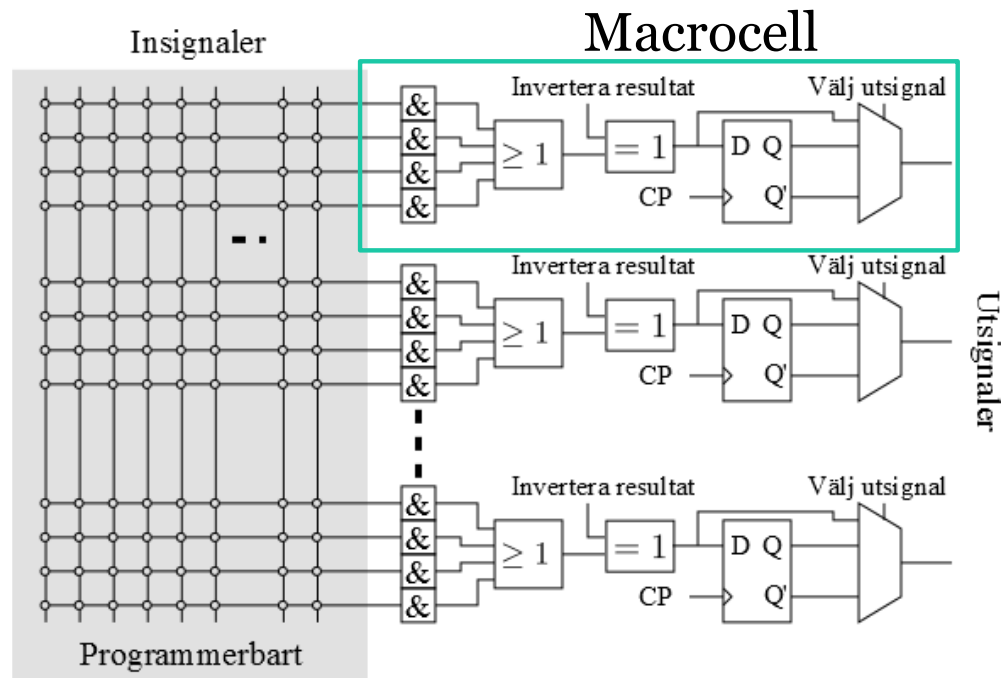 Insignaler
Macrocell
Invertera resultat
Välj utsignal
&
&
&
&
≥ 1
= 1
D Q
Q'
CP
Invertera resultat
Välj utsignal
&
&
&
&
≥ 1
= 1
D Q
Q'
CP
Utsignaler
Invertera resultat
Välj utsignal
&
&
&
&
≥ 1
= 1
D Q
Q'
CP
Programmerbart